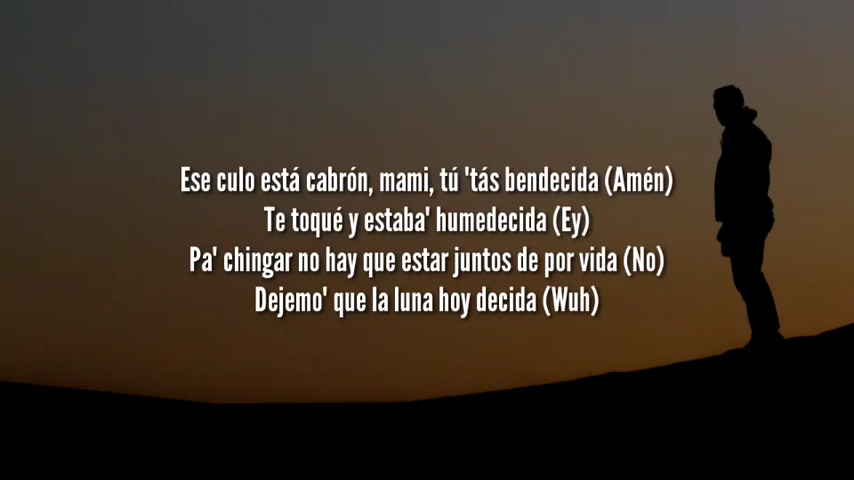 Ese culo está cabrón, mami, tú 'tás bendecida (Amén)
Te toqué y estaba' humedecida (Ey)
Pa' chingar no hay que estar juntos de por vida (No)
Dejemo' que la luna hoy decida (Wuh)